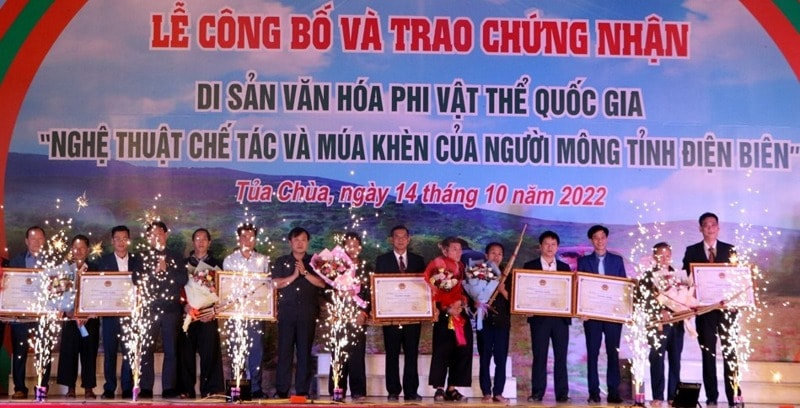 LỄ CÔNG BỐ VÀ TRAO CHỨNG NHẬN
DI SẢN VĂN HÓA PHI VẬT THỂ QUỐC GIA
"NGHỆ THUẬT CHẾ TÁC VÀ MÚA KHÈN CỦA NGƯỜI MÔNG TỈNH ĐIỆN BIÊN"
Tủa Chùa, ngày 14 tháng 10 năm 2022